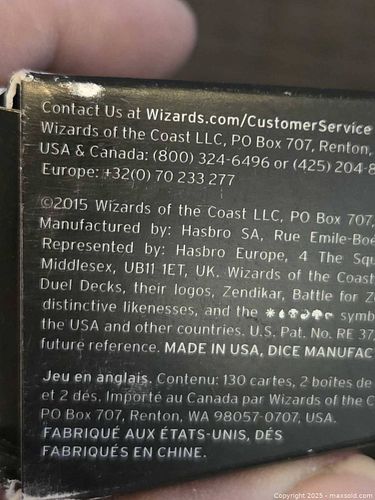 Contact Us at Wizards.com/CustomerService
Wizards of the Coast LLC, PO Box 707, Renton,
USA & Canada: (800) 324-6496 or (425) 204-8
Europe: +32(0) 70 233 277
©2015 Wizards of the Coast LLC, PO Box 707,
Manufactured by: Hasbro SA, Rue Emile-Boé
Represented by: Hasbro Europe, 4 The Squ
Middlesex, UB11 1ET, UK. Wizards of the Coast
Duel Decks, their logos, Zendikar, Battle for Z
distinctive likenesses, and the symb
the USA and other countries. U.S. Pat. No. RE 37,
future reference. MADE IN USA, DICE MANUFAC
Jeu en anglais. Contenu: 130 cartes, 2 boîtes de
et 2 dés. Importé au Canada par Wizards of the C
PO Box 707, Renton, WA 98057-0707, USA.
FABRIQUÉ AUX ÉTATS-UNIS, DÉS
FABRIQUÉS EN CHINE.
Copyright © 2025 - maxsold.com